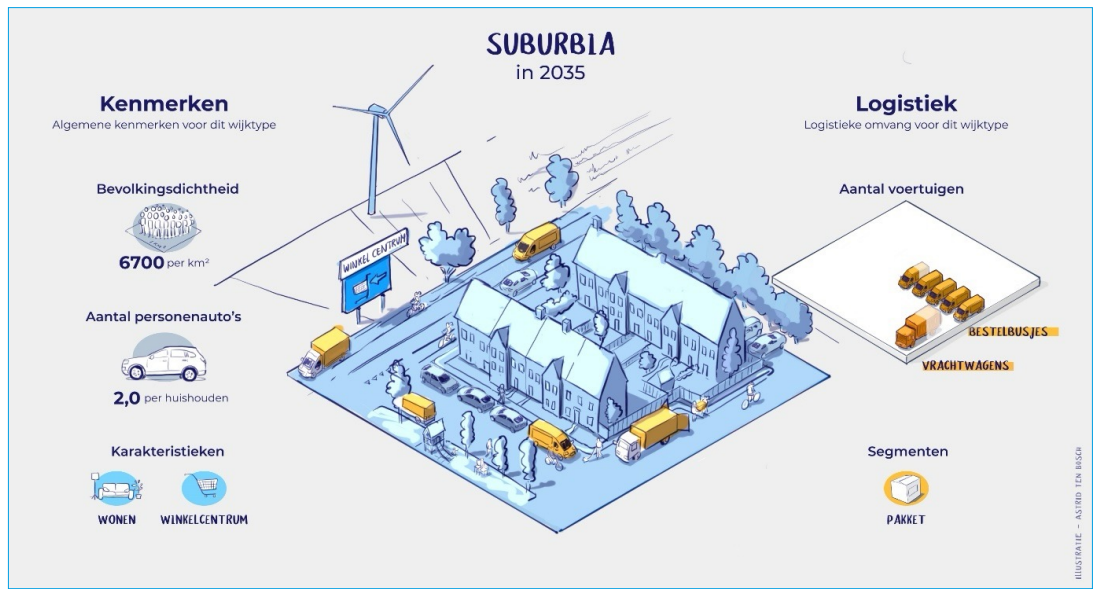 SUBURBIA
in 2035
Kenmerken
Algemene kenmerken voor dit wijktype
Bevolkingsdichtheid
6700 per km²
Aantal personenauto's
2,0 per huishouden
Karakteristieken
WONEN
WINKELCENTRUM
WINKEL CENTRUM
Logistiek
Logistieke omvang voor dit wijktype
Aantal voertuigen
BESTELBUSJES
VRACHTWAGENS
Segmenten
PAKKET
ILLUSTRATIE - ASTRID TEN BOSCH